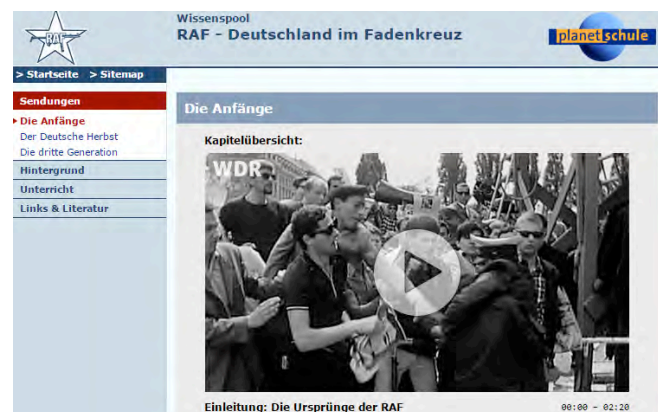 Wissenspool
RAF - Deutschland im Fadenkreuz
RAF
planet schule
> Startseite > Sitemap
Sendungen
Die Anfänge
Der Deutsche Herbst
Die dritte Generation
Hintergrund
Unterricht
Links & Literatur
Die Anfänge
Kapitelübersicht:
WDR
Einleitung: Die Ursprünge der RAF 00:00 - 02:20